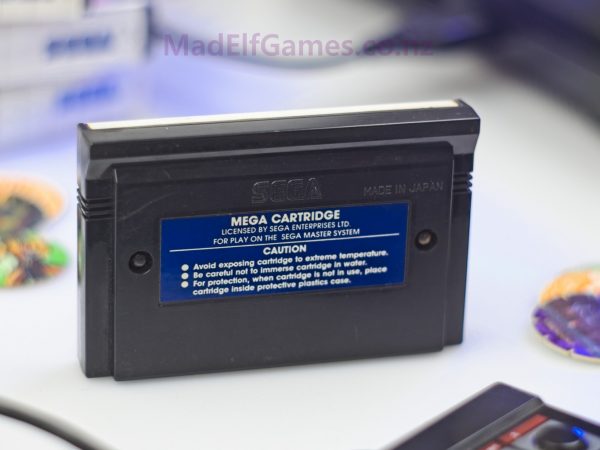 MadElfGames.co.nz
SEGA
SEGA
SEGA
MADE IN JAPAN
MEGA CARTRIDGE
LICENSED BY SEGA ENTERPRISES LTD.
FOR PLAY ON THE SEGA MASTER SYSTEM
CAUTION
● Avoid exposing cartridge to extreme temperature.
● Be careful not to immerse cartridge in water.
● For protection, when cartridge is not in use, place
cartridge inside protective plastics case.